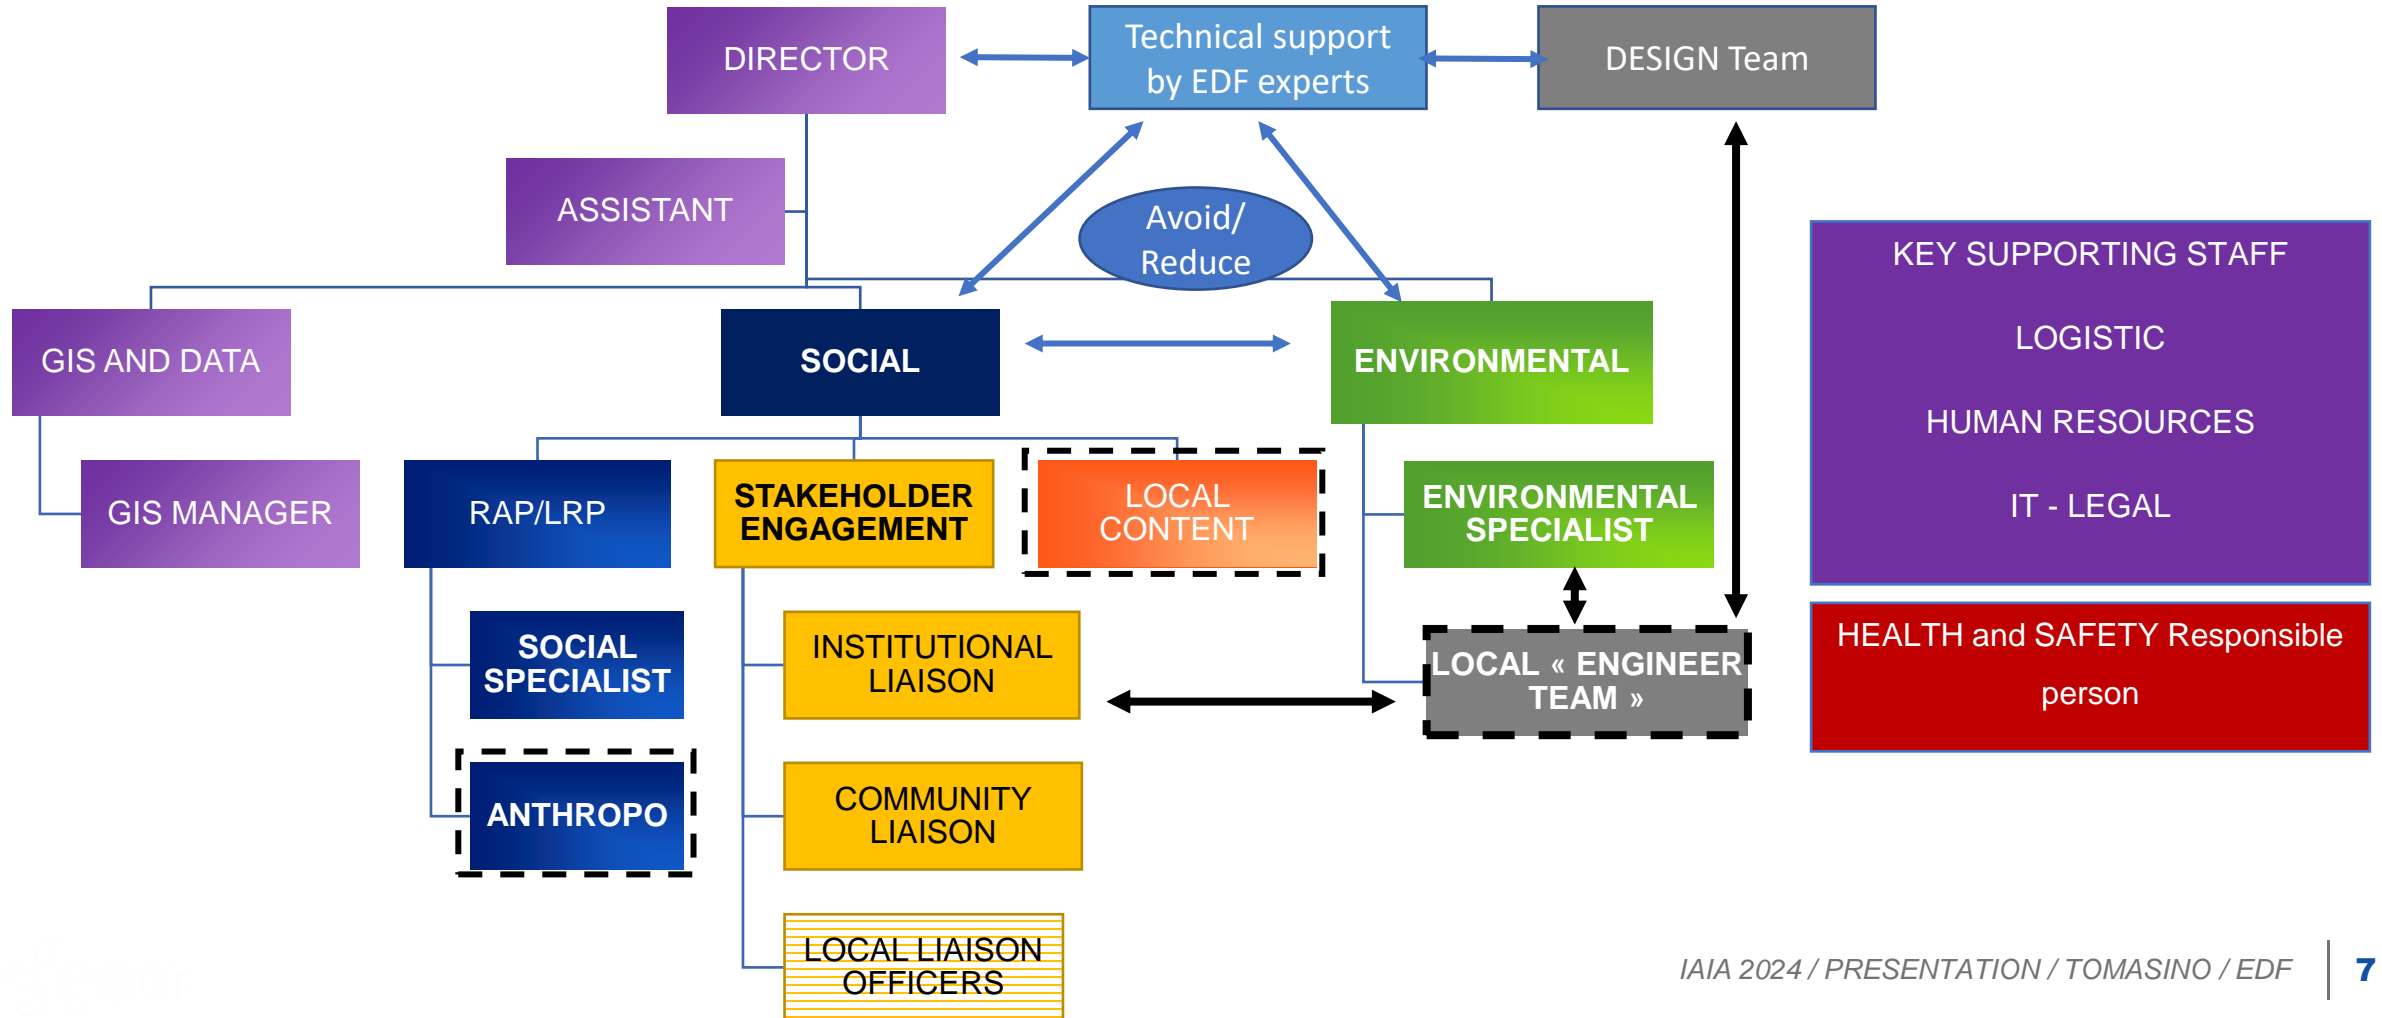 DIRECTOR
Technical support
by EDF experts
DESIGN Team
ASSISTANT
Avoid/
Reduce
KEY SUPPORTING STAFF
LOGISTIC
HUMAN RESOURCES
IT - LEGAL
GIS AND DATA
SOCIAL
ENVIRONMENTAL
GIS MANAGER
RAP/LRP
STAKEHOLDER
ENGAGEMENT
LOCAL
CONTENT
ENVIRONMENTAL
SPECIALIST
HEALTH and SAFETY Responsible
person
SOCIAL
SPECIALIST
INSTITUTIONAL
LIAISON
LOCAL « ENGINEER
TEAM »
ANTHROPO
COMMUNITY
LIAISON
LOCAL LIAISON
OFFICERS
IAIA 2024 / PRESENTATION / TOMASINO / EDF
7